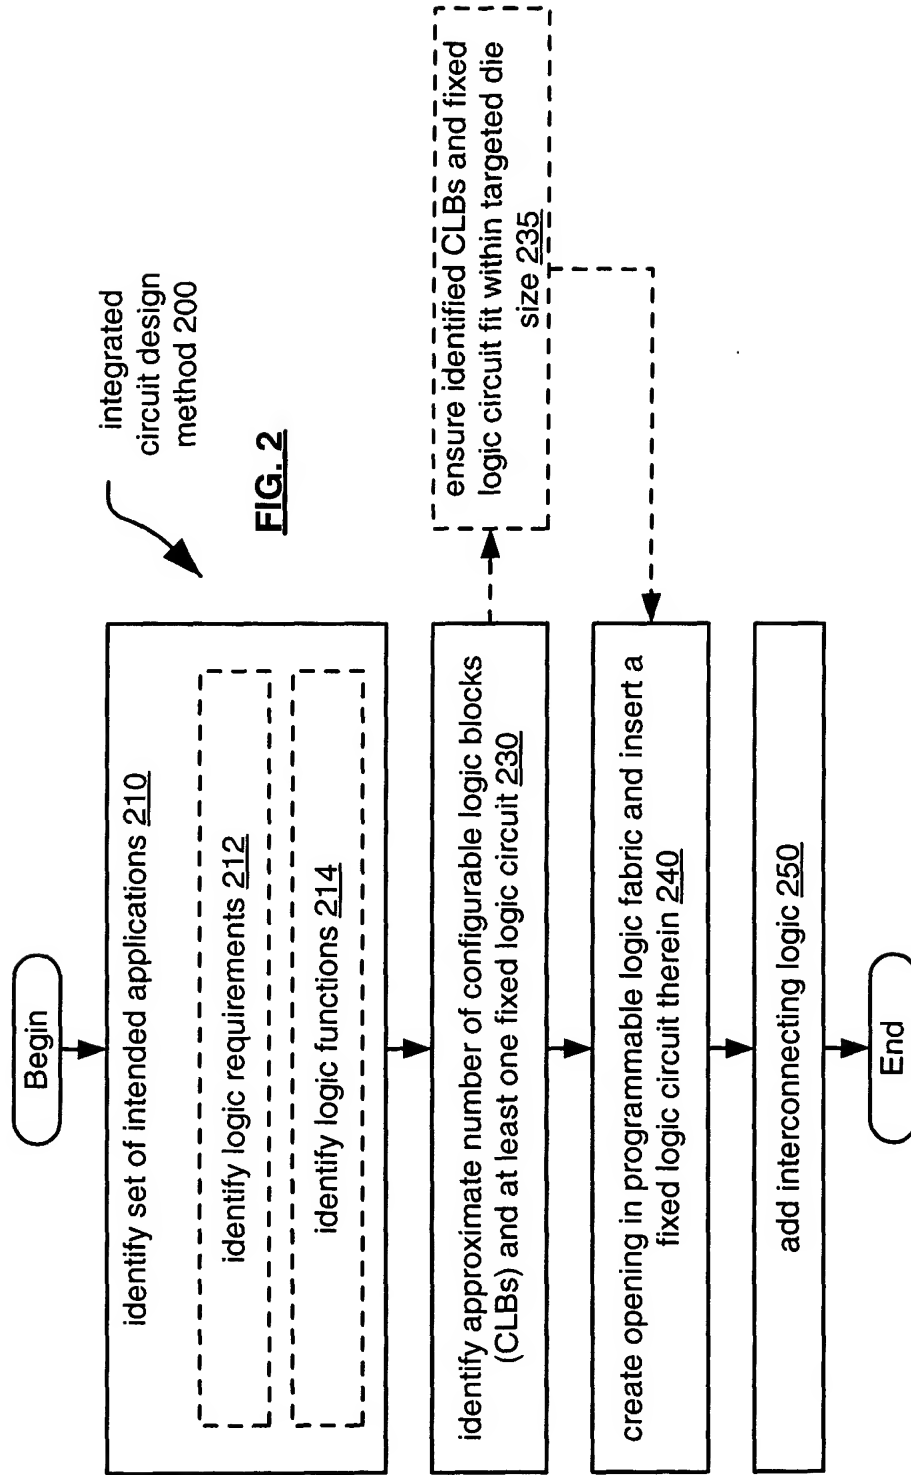 Begin
identify set of intended applications 210
identify logic requirements 212
identify logic functions 214
identify approximate number of configurable logic blocks
(CLBs) and at least one fixed logic circuit 230
create opening in programmable logic fabric and insert a
fixed logic circuit therein 240
add interconnecting logic 250
End
integrated
circuit design
method 200
FIG. 2
ensure identified CLBs and fixed
logic circuit fit within targeted die
size 235